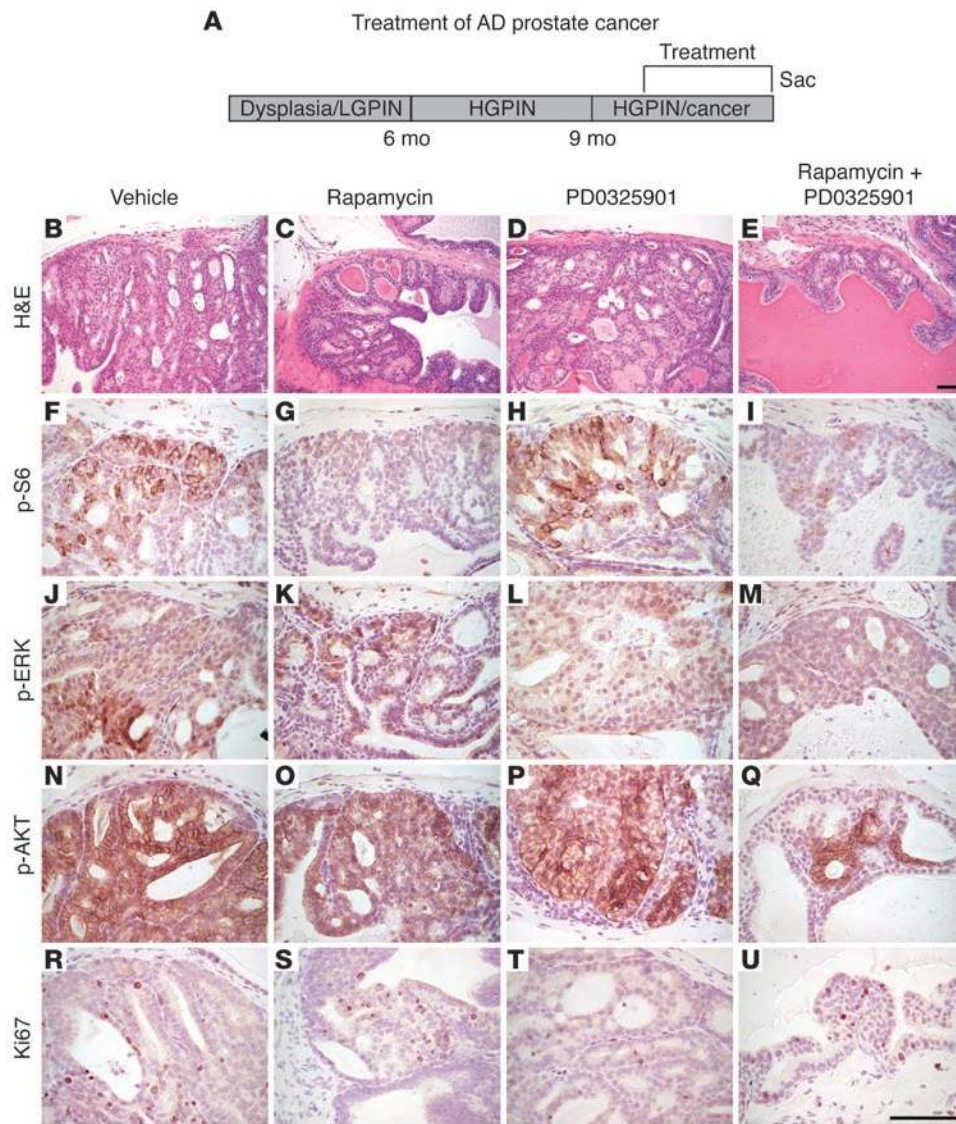 A
Treatment of AD prostate cancer
Treatment
Sac
Dysplasia/LGPIN HGPIN HGPIN/cancer
6 mo 9 mo
Vehicle Rapamycin PD0325901 Rapamycin +
PD0325901
H&E
B C D E
p-S6
F G H I
p-ERK
J K L M
p-AKT
N O P Q
Ki67
R S T U